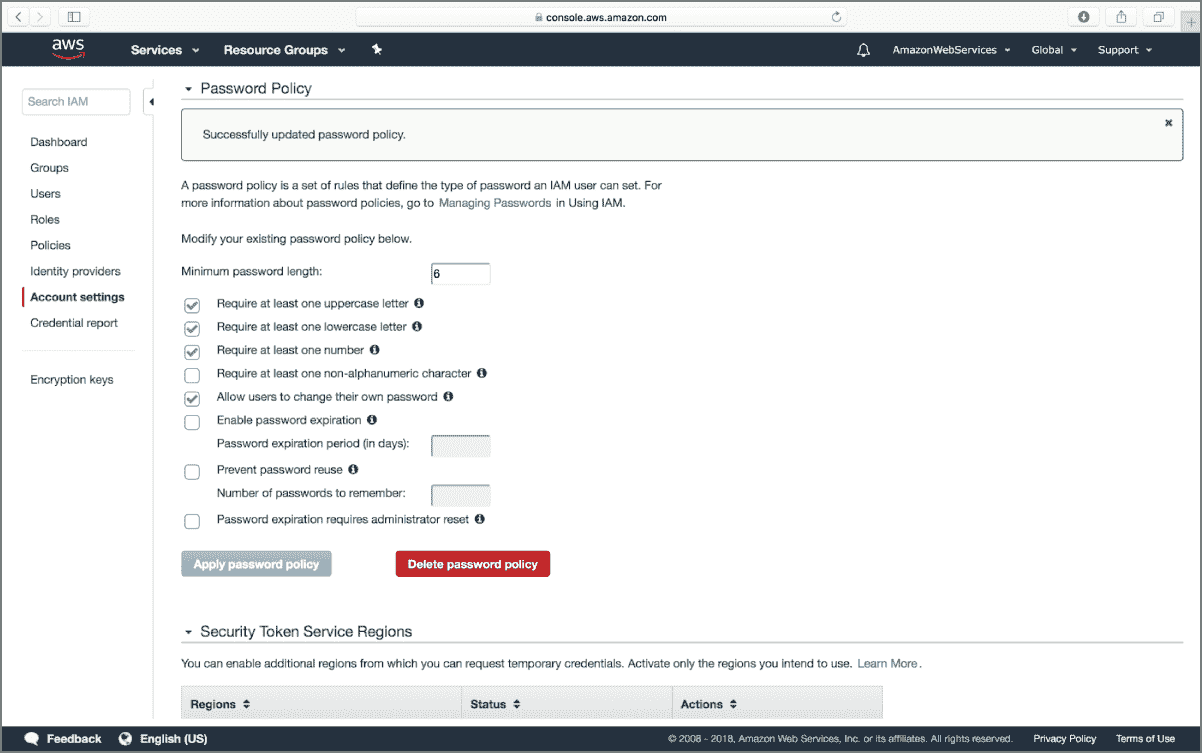 console.aws.amazon.com
aws Services Resource Groups AmazonWebServices Global Support
Search IAM
Dashboard
Groups
Users
Roles
Policies
Identity providers
Account settings
Credential report
Encryption keys
Password Policy
Successfully updated password policy.
A password policy is a set of rules that define the type of password an IAM user can set. For
more information about password policies, go to Managing Passwords in Using IAM.
Modify your existing password policy below.
Minimum password length: 6
Require at least one uppercase letter
Require at least one lowercase letter
Require at least one number
Require at least one non-alphanumeric character
Allow users to change their own password
Enable password expiration
Password expiration period (in days):
Prevent password reuse
Number of passwords to remember:
Password expiration requires administrator reset
Apply password policy Delete password policy
Security Token Service Regions
You can enable additional regions from which you can request temporary credentials. Activate only the regions you intend to use. Learn More.
Regions Status Actions
Feedback English (US) © 2008 - 2018, Amazon Web Services, Inc. or its affiliates. All rights reserved. Privacy Policy Terms of Use